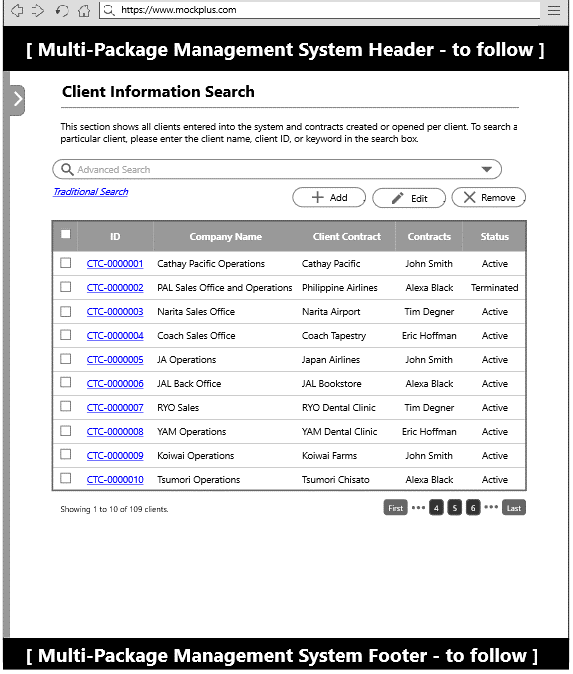 https://www.mockplus.com
[ Multi-Package Management System Header - to follow ]
Client Information Search
This section shows all clients entered into the system and contracts created or opened per client. To search a
particular client, please enter the client name, client ID, or keyword in the search box.
Advanced Search
Traditional Search
Add Edit Remove
ID Company Name Client Contract Contracts Status
CTC-0000001 Cathay Pacific Operations Cathay Pacific John Smith Active
CTC-0000002 PAL Sales Office and Operations Philippine Airlines Alexa Black Terminated
CTC-0000003 Narita Sales Office Narita Airport Tim Degner Active
CTC-0000004 Coach Sales Office Coach Tapestry Eric Hoffman Active
CTC-0000005 JA Operations Japan Airlines John Smith Active
CTC-0000006 JAL Back Office JAL Bookstore Alexa Black Active
CTC-0000007 RYO Sales RYO Dental Clinic Tim Degner Active
CTC-0000008 YAM Operations YAM Dental Clinic Eric Hoffman Active
CTC-0000009 Koiwai Operations Koiwai Farms John Smith Active
CTC-0000010 Tsumori Operations Tsumori Chisato Alexa Black Active
Showing 1 to 10 of 109 clients.
First ••• 4 5 6 ••• Last
[ Multi-Package Management System Footer - to follow ]